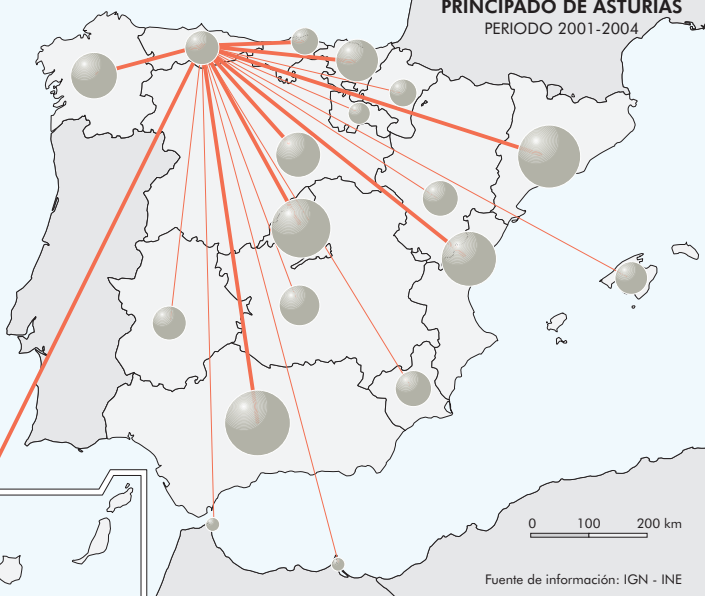 PRINCIPADO DE ASTURIAS
PERIODO 2001-2004
0 100 200 km
Fuente de información: IGN - INE